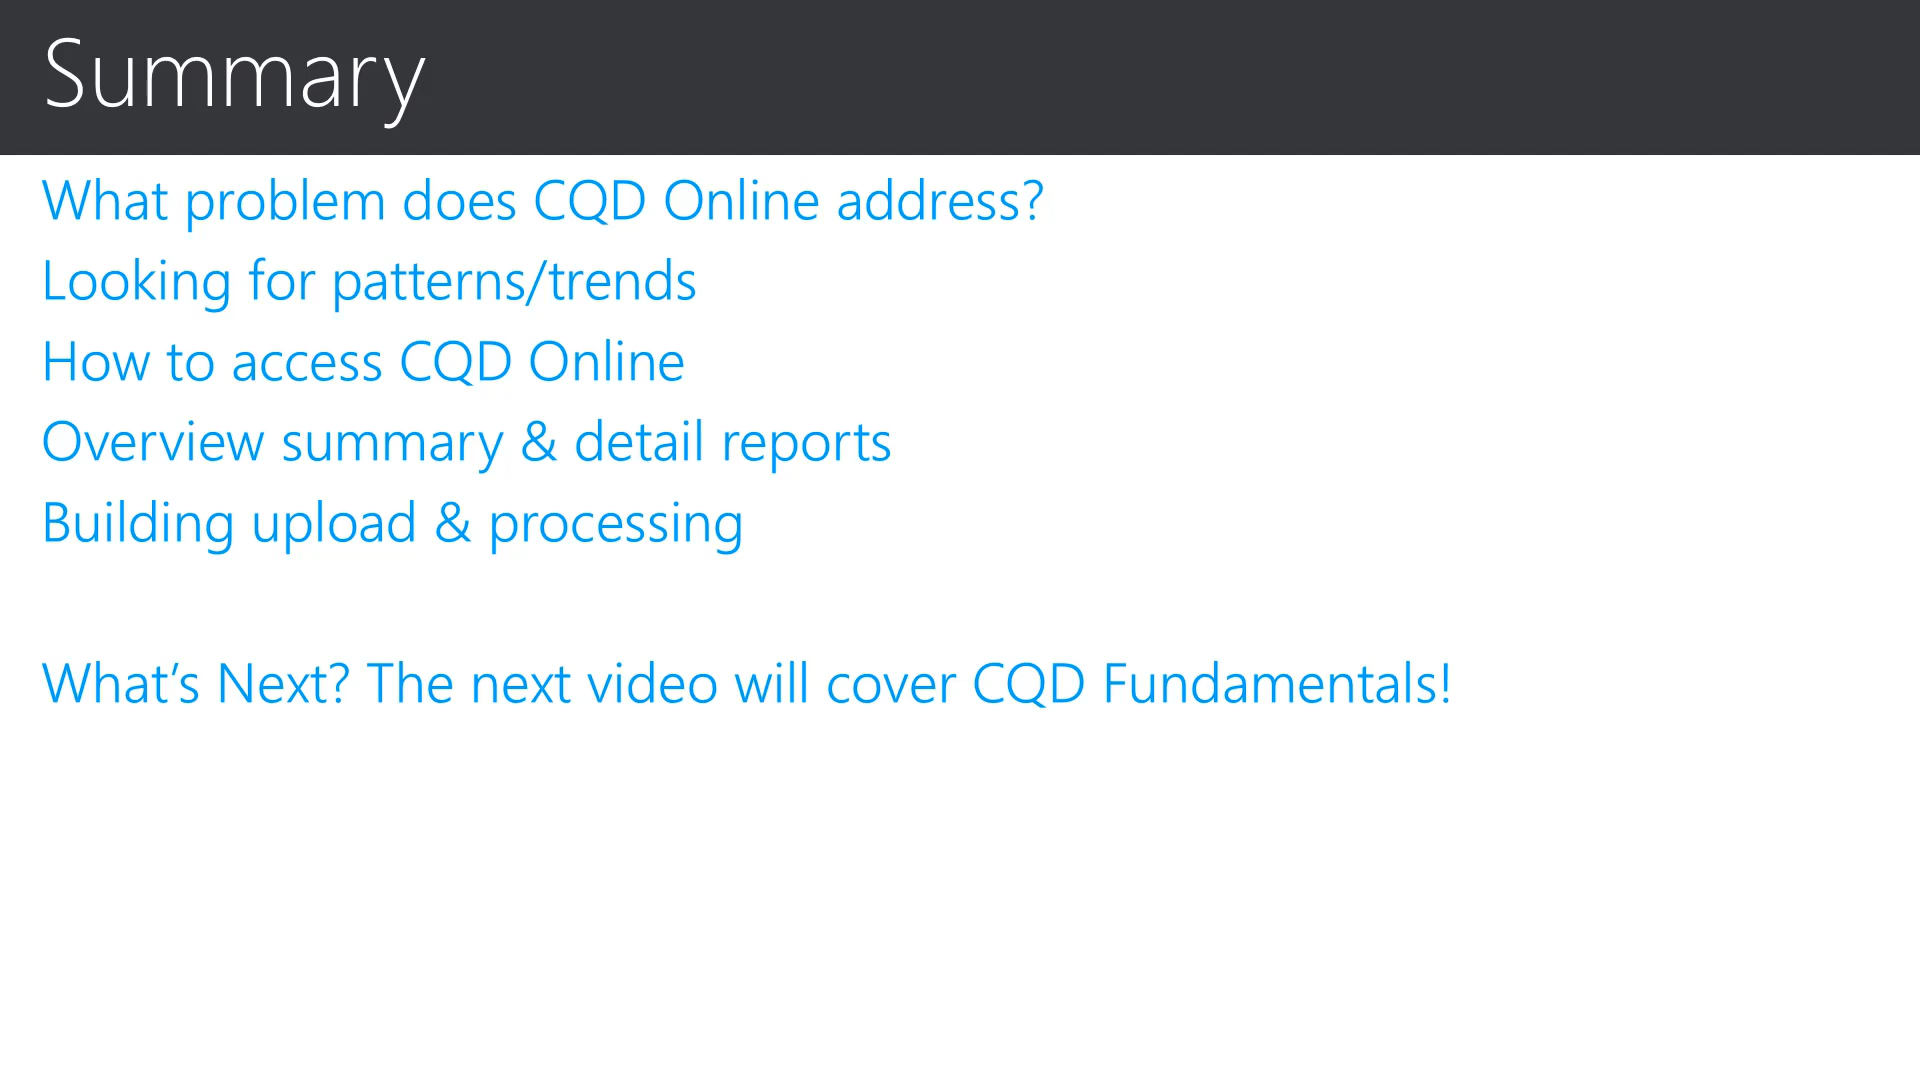 Summary
What problem does CQD Online address?
Looking for patterns/trends
How to access CQD Online
Overview summary & detail reports
Building upload & processing
What’s Next? The next video will cover CQD Fundamentals!